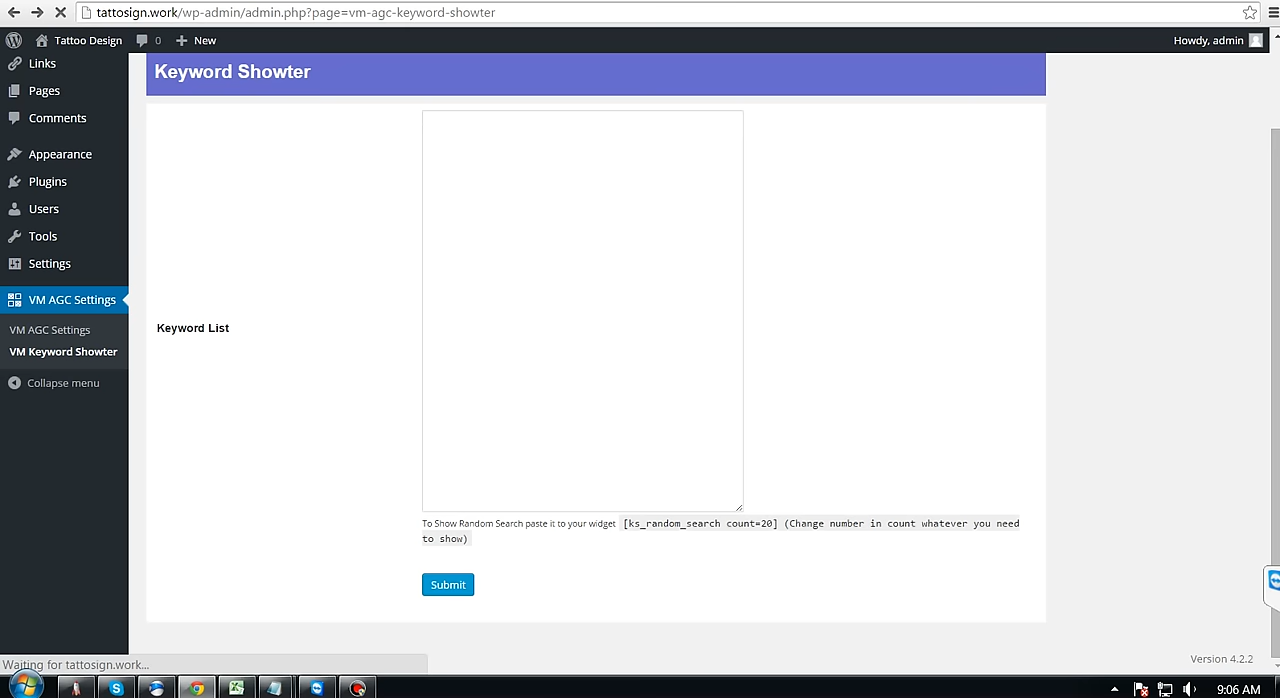 tattosign.work/wp-admin/admin.php?page=vm-agc-keyword-showter
Tattoo Design 0 New Howdy, admin
Links
Pages
Comments
Appearance
Plugins
Users
Tools
Settings
VM AGC Settings
VM AGC Settings
VM Keyword Showter
Collapse menu
Keyword Showter
Keyword List
To Show Random Search paste it to your widget [ks_random_search count=20] (Change number in count whatever you need
to show)
Submit
Version 4.2.2
Waiting for tattosign.work...
9:06 AM